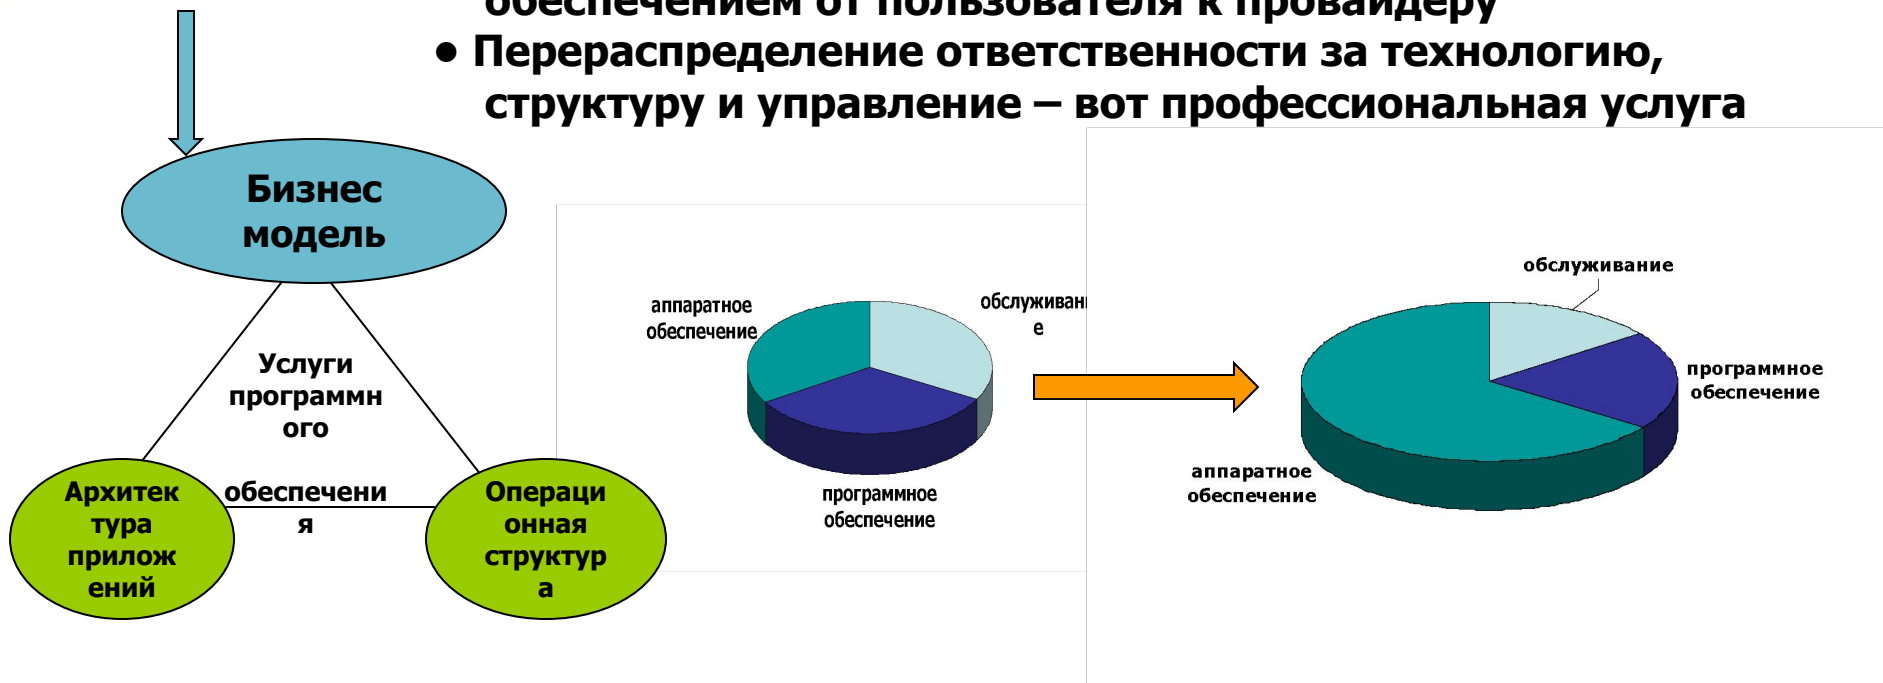 обеспечением от пользователя к провайдеру
• Перераспределение ответственности за технологию,
структуру и управление – вот профессиональная услуга
Бизнес
модель
Услуги
программн
ого
обеспечени
я
Архитек
тура
прилож
ений
Операци
онная
структур
а
аппаратное
обеспечение
обслуживани
е
программное
обеспечение
обслуживание
программное
обеспечение
аппаратное
обеспечение